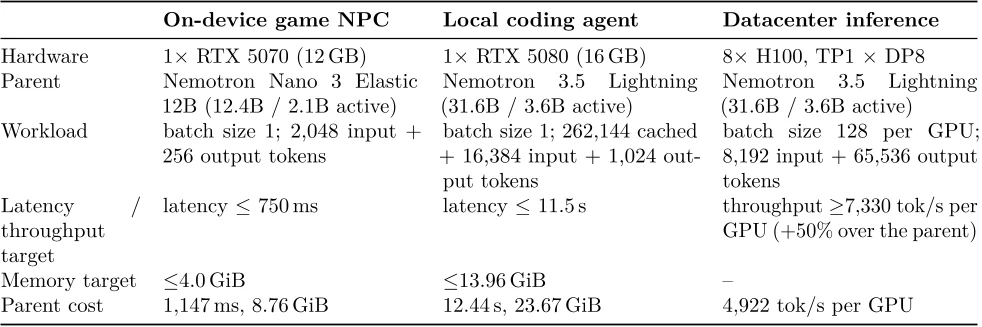 On-device game NPC Local coding agent Datacenter inference
Hardware 1× RTX 5070 (12 GB) 1× RTX 5080 (16 GB) 8× H100, TP1 × DP8
Parent Nemotron Nano 3 Elastic Nemotron 3.5 Lightning Nemotron 3.5 Lightning
12B (12.4B / 2.1B active) (31.6B / 3.6B active) (31.6B / 3.6B active)
Workload batch size 1; 2,048 input + batch size 1; 262,144 cached batch size 128 per GPU;
256 output tokens + 16,384 input + 1,024 out- 8,192 input + 65,536 output
put tokens tokens
Latency / latency ≤ 750 ms latency ≤ 11.5 s throughput ≥7,330 tok/s per
throughput GPU (+50% over the parent)
target
Memory target ≤4.0 GiB ≤13.96 GiB –
Parent cost 1,147 ms, 8.76 GiB 12.44 s, 23.67 GiB 4,922 tok/s per GPU